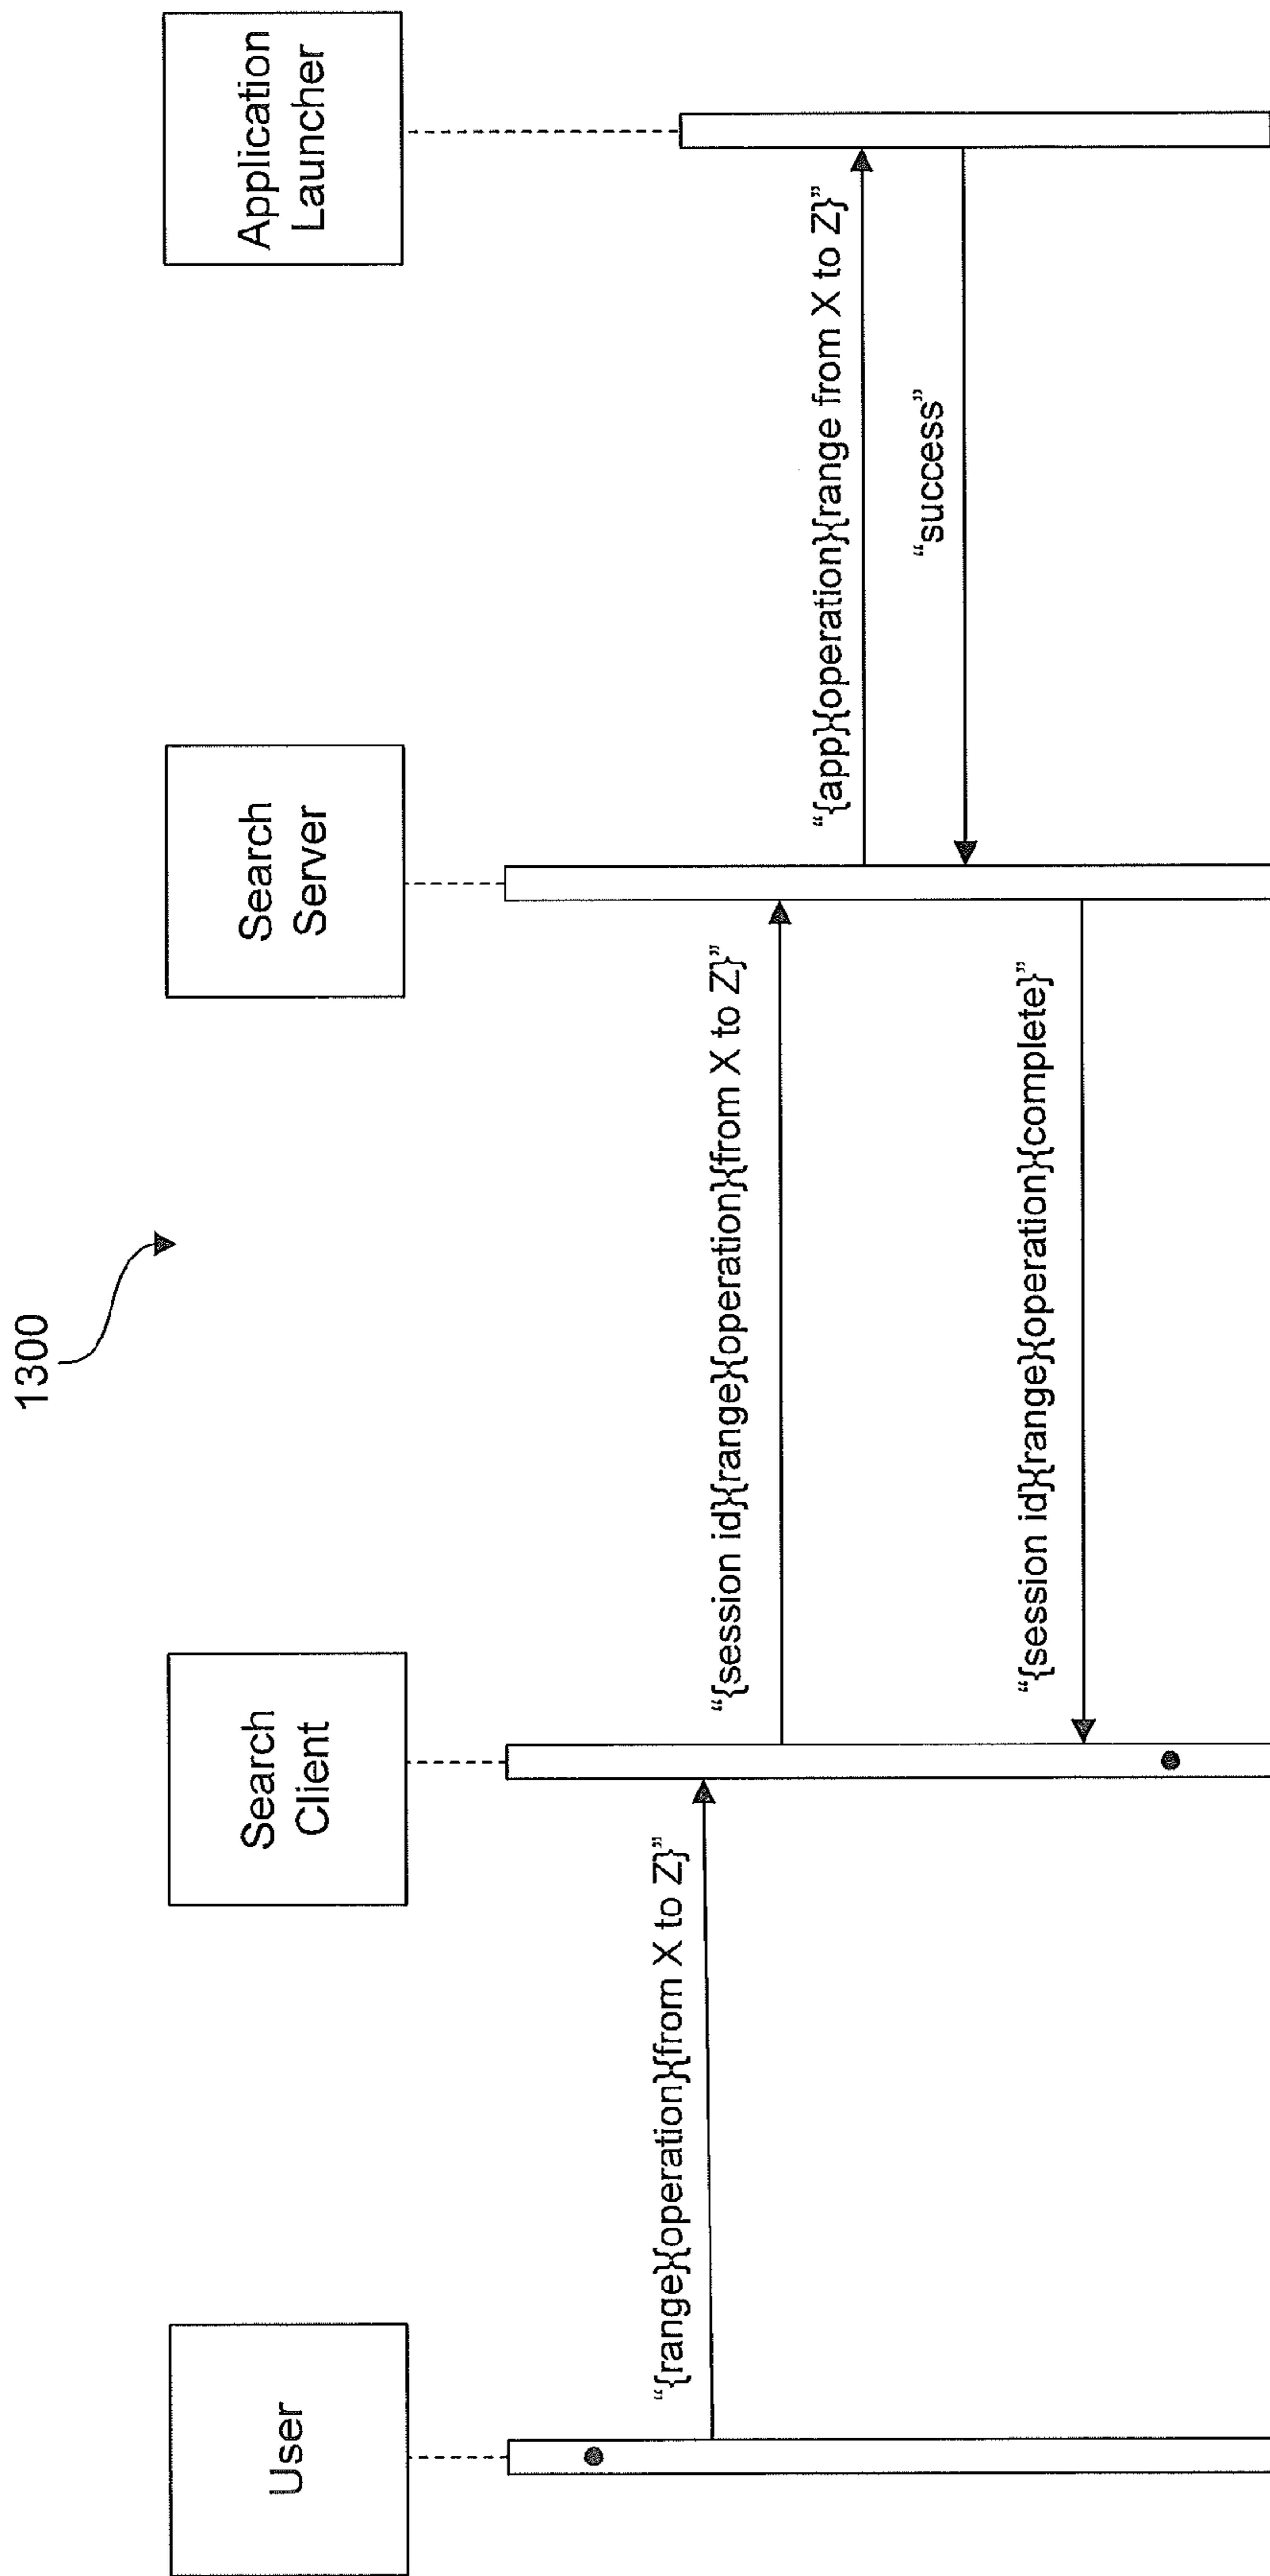 1300
User
Search
Client
Search
Server
Application
Launcher
“{range}{operation}{from X to Z}”
“{session id}{range}{operation}{from X to Z}”
“{app}{operation}{range from X to Z}”
“success”
“{session id}{range}{operation}{complete}”